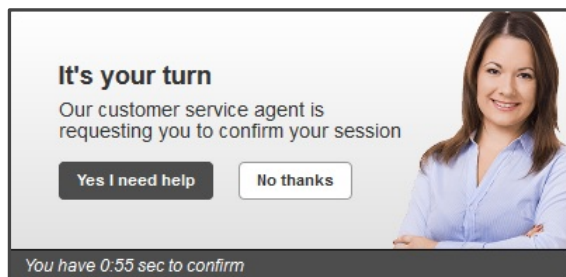 It's your turn
Our customer service agent is
requesting you to confirm your session
Yes I need help
No thanks
You have 0:55 sec to confirm